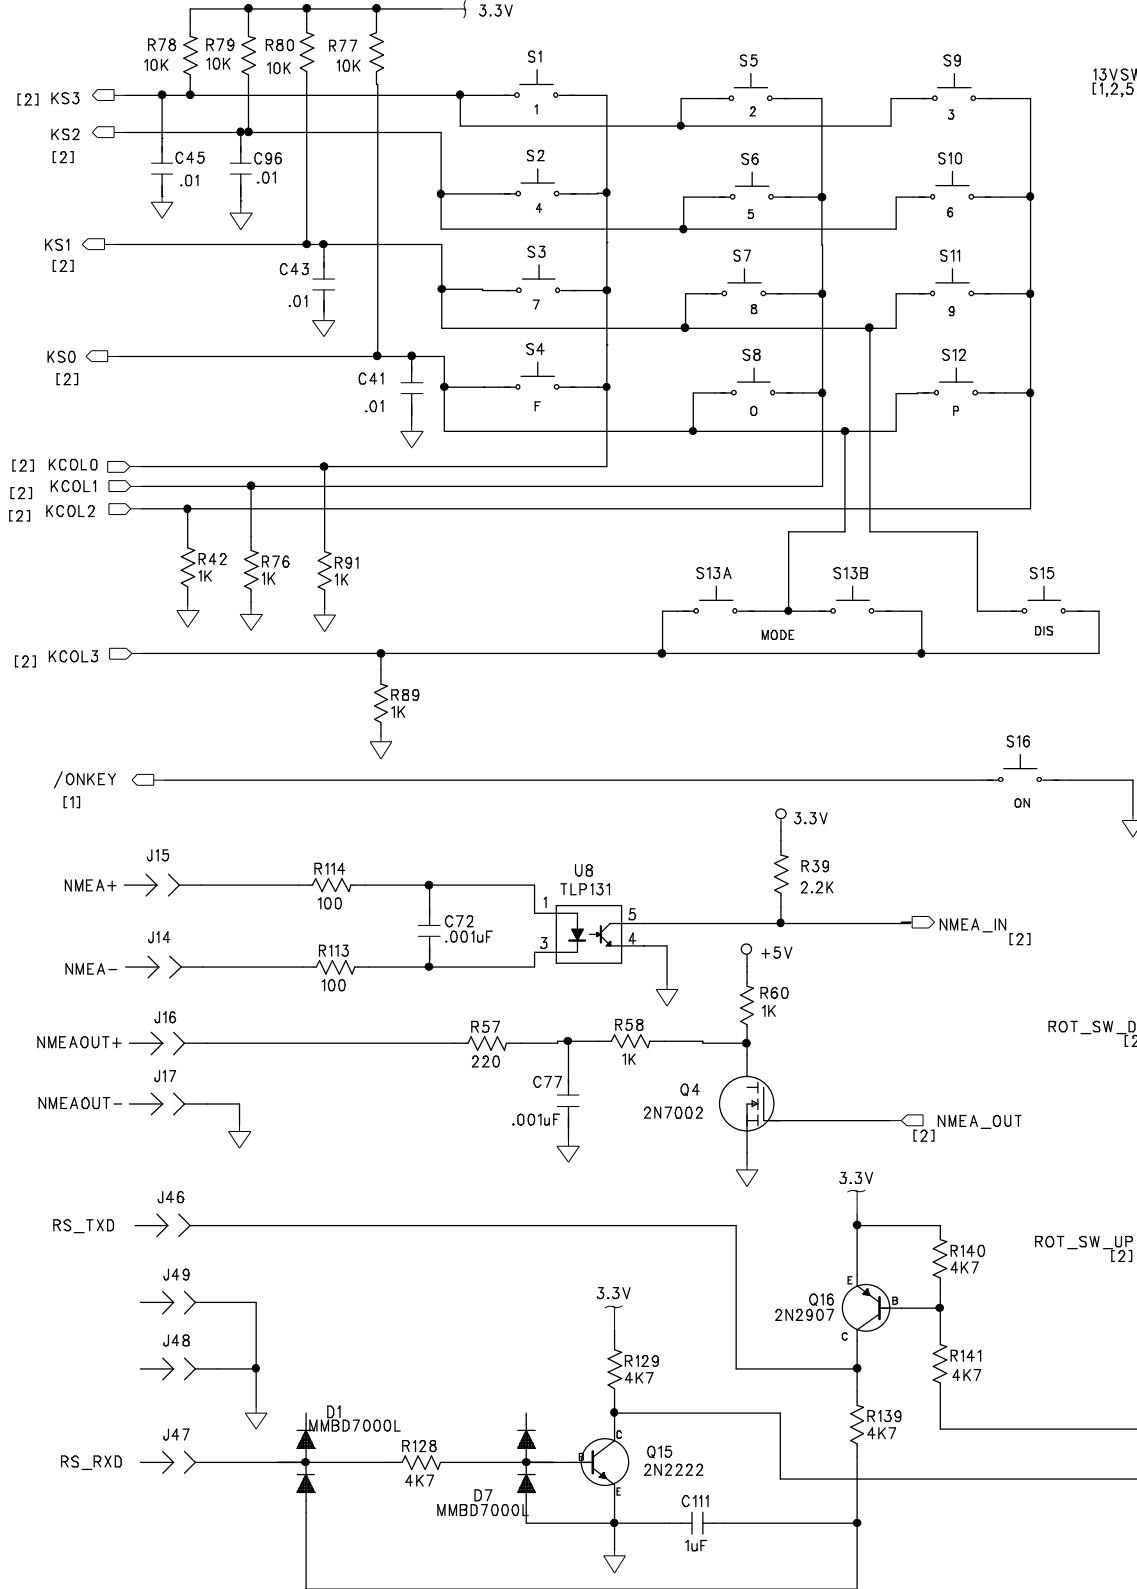 3.3V
R78
10K
R79
10K
R80
10K
R77
10K
S1
1
S5
2
S9
3
13VSW
[1,2,5
[2] KS3
KS2
[2]
C45
.01
C96
.01
S2
4
S6
5
S10
6
KS1
[2]
C43
.01
S3
7
S7
8
S11
9
KS0
[2]
C41
.01
S4
F
S8
0
S12
P
[2] KCOL0
[2] KCOL1
[2] KCOL2
R42
1K
R76
1K
R91
1K
S13A
S13B
S15
MODE
DIS
[2] KCOL3
R89
1K
S16
/ONKEY
[1]
ON
3.3V
J15
NMEA+
R114
100
U8
TLP131
R39
2.2K
1
5
C72
.001uF
NMEA_IN
[2]
J14
3
4
NMEA-
R113
100
+5V
R60
1K
J16
NMEAOUT+
R57
220
R58
1K
ROT_SW_D
[2
J17
NMEAOUT-
C77
.001uF
Q4
2N7002
NMEA_OUT
[2]
3.3V
J46
RS_TXD
ROT_SW_UP
[2]
R140
4K7
J49
E
B
C
Q16
2N2907
3.3V
J48
R129
4K7
R141
4K7
D1
MMBD7000L
R139
4K7
J47
RS_RXD
R128
4K7
C
B
E
Q15
2N2222
D7
MMBD7000L
C111
1uF